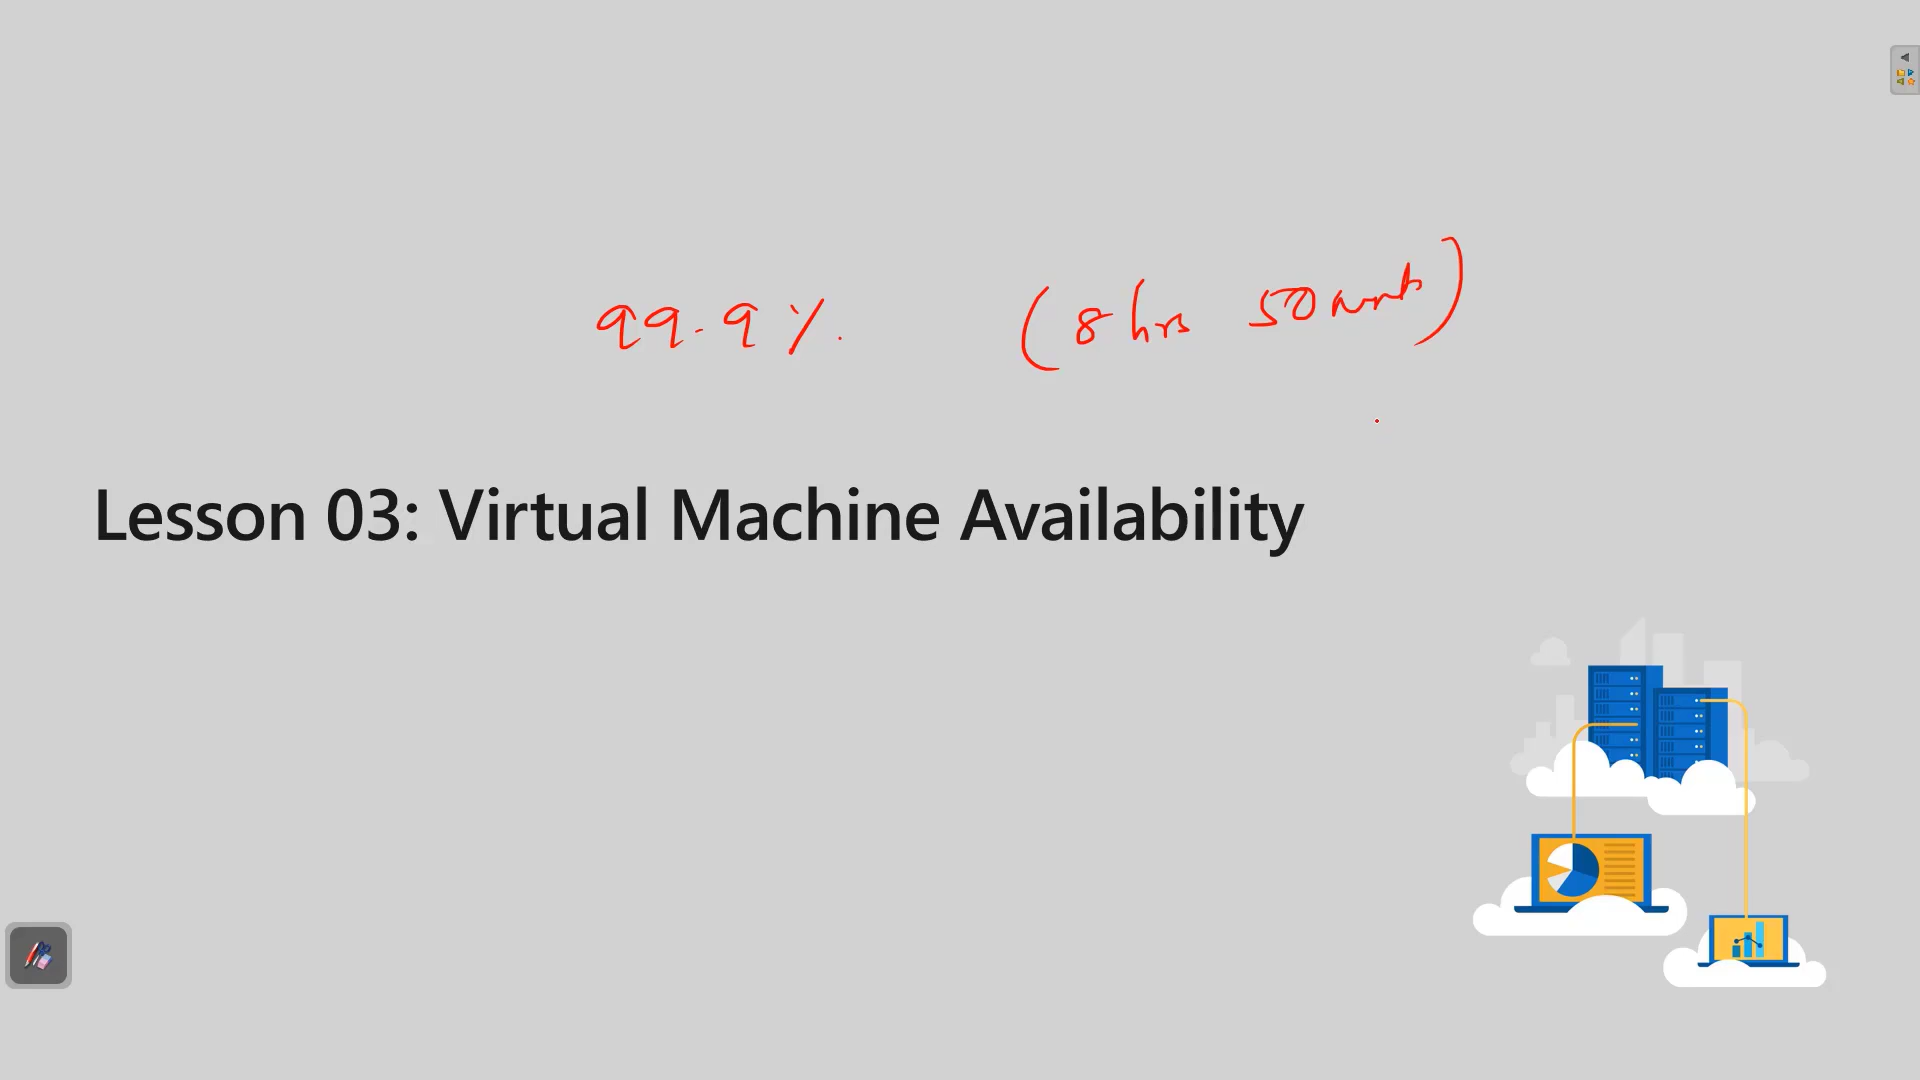 99.9%. (8 hrs 50 mnts)
Lesson 03: Virtual Machine Availability